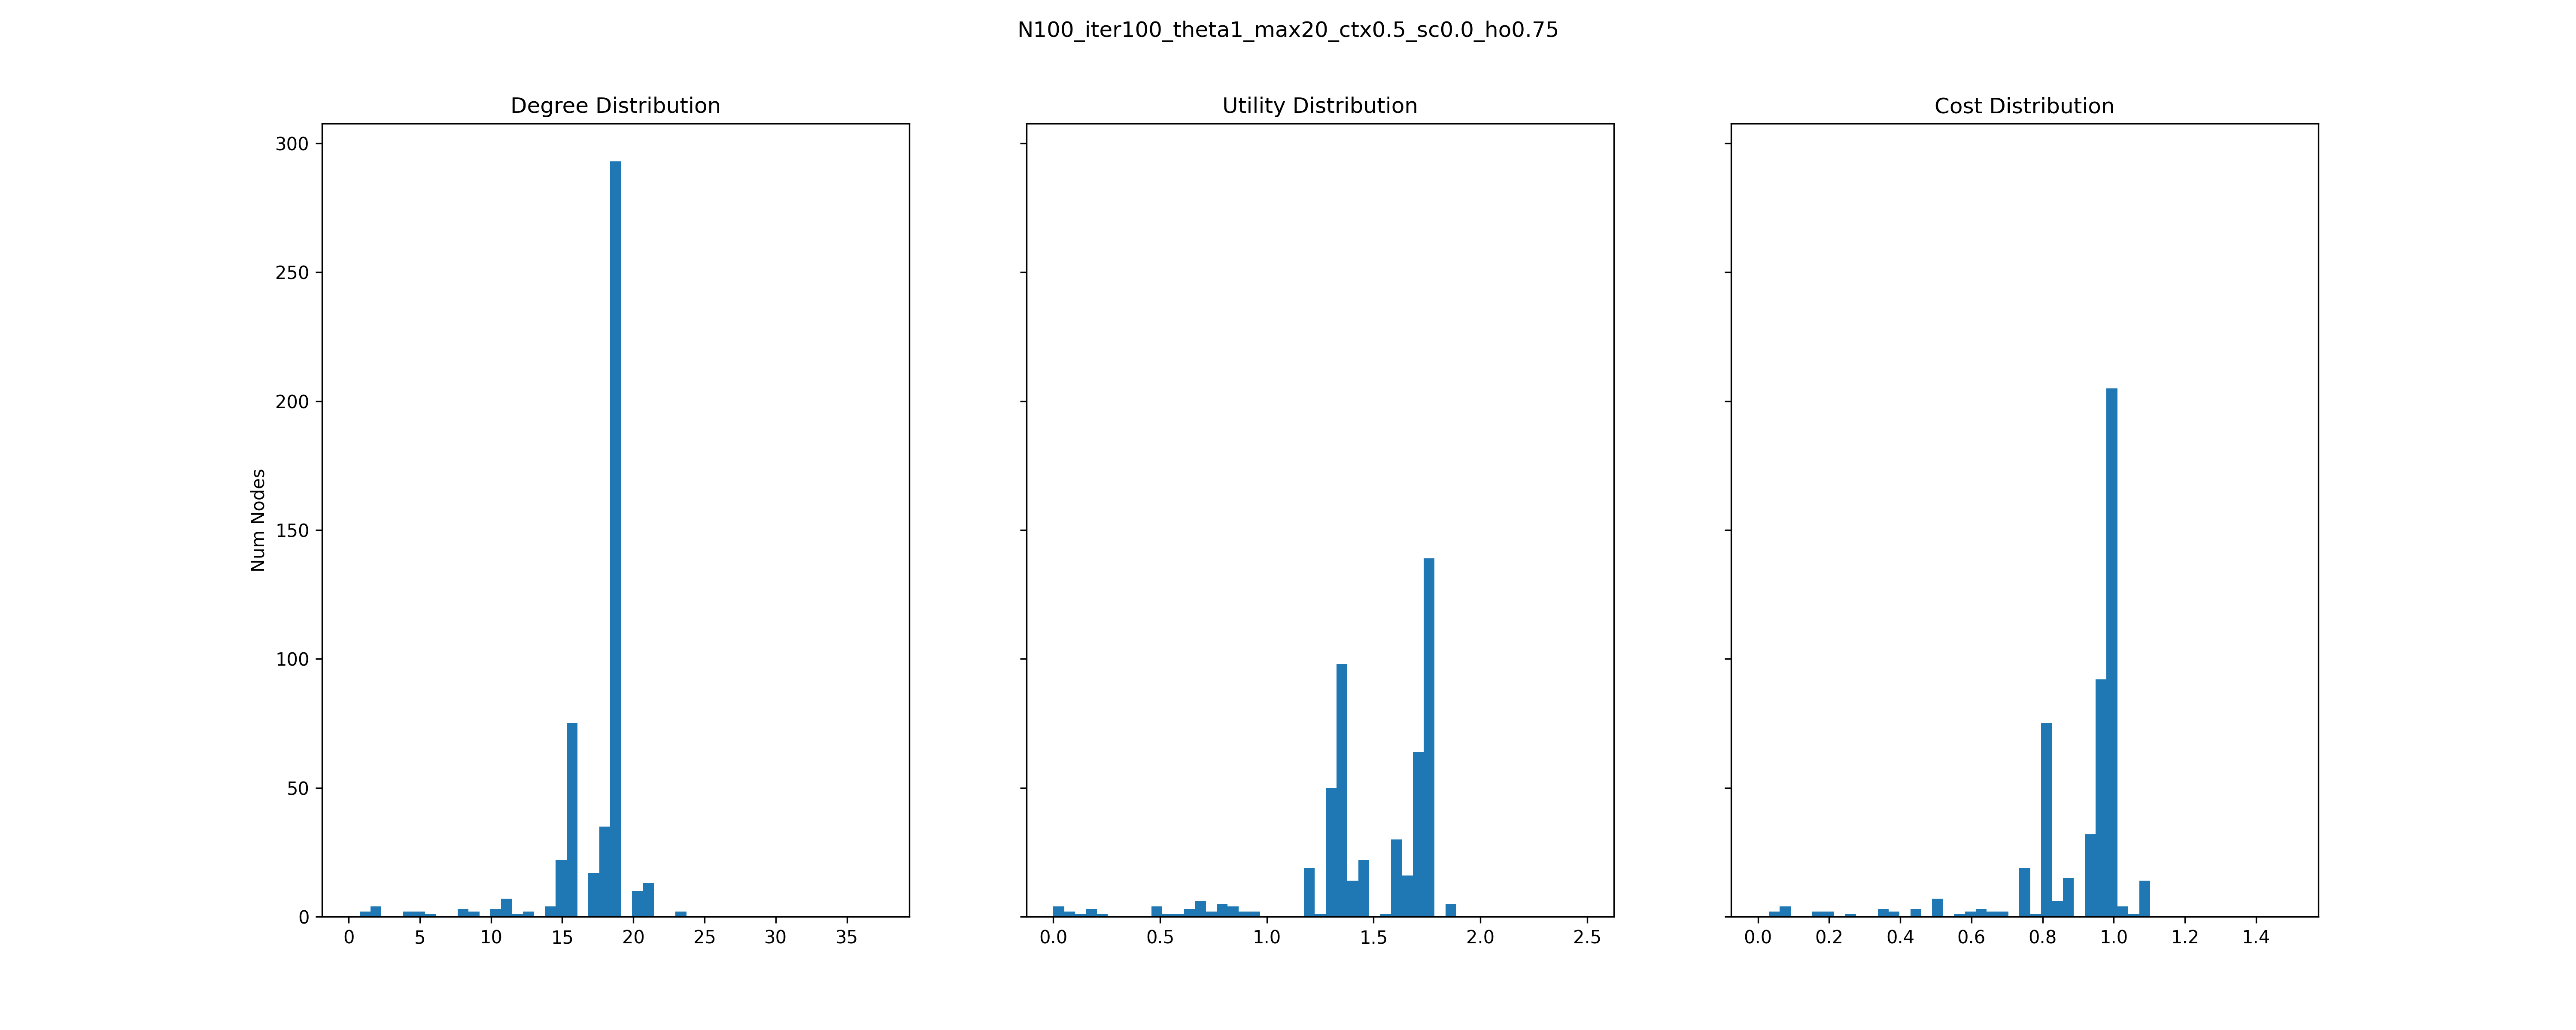 N100_iter100_theta1_max20_ctx0.5_sc0.0_ho0.75
Degree Distribution
Utility Distribution
Cost Distribution
Num Nodes
300
250
200
150
100
50
0
0 5 10 15 20 25 30 35
0.0 0.5 1.0 1.5 2.0 2.5
0.0 0.2 0.4 0.6 0.8 1.0 1.2 1.4